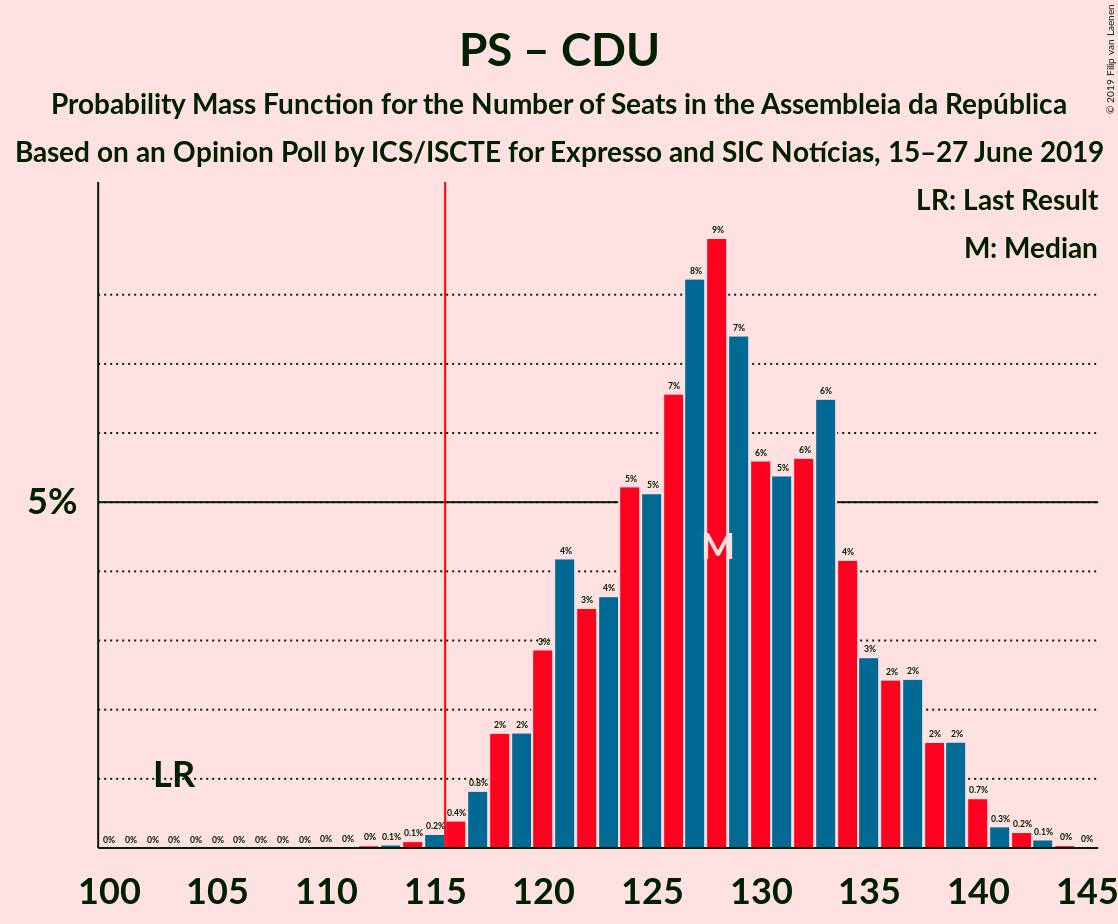 PS – CDU
Probability Mass Function for the Number of Seats in the Assembleia da República
Based on an Opinion Poll by ICS/ISCTE for Expresso and SIC Notícias, 15–27 June 2019
© 2019 Filip van Laenen
LR: Last Result
M: Median
5%
LR
M
0% 0% 0% 0% 0% 0% 0% 0% 0% 0% 0% 0% 0% 0.1% 0.1% 0.2% 0.4% 0.8% 2% 2% 3% 4% 3% 4% 5% 5% 7% 8% 9% 7% 6% 5% 6% 6% 4% 3% 2% 2% 2% 2% 0.7% 0.3% 0.2% 0.1% 0% 0%
100 105 110 115 120 125 130 135 140 145